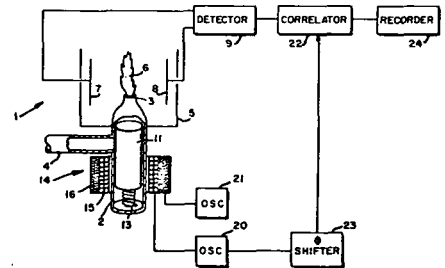 DETECTOR
CORRELATOR
RECORDER
9
22
24
6
3
7
8
1
5
11
4
14
16
15
2
13
OSC
21
20
OSC
23
Φ
SHIFTER